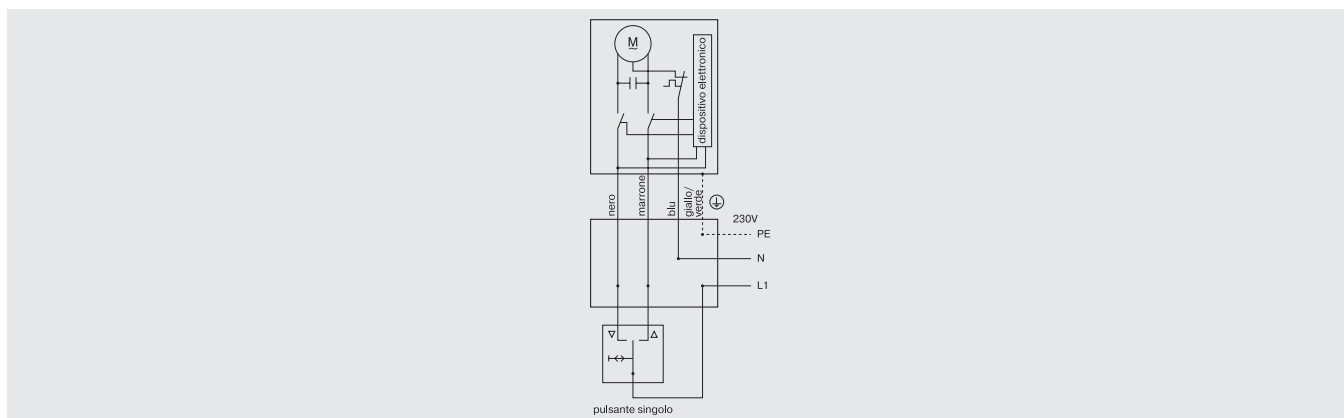 M
~
dispositivo elettronico
nero
marrone
blu
giallo/
verde
230V
PE
N
L1
pulsante singolo